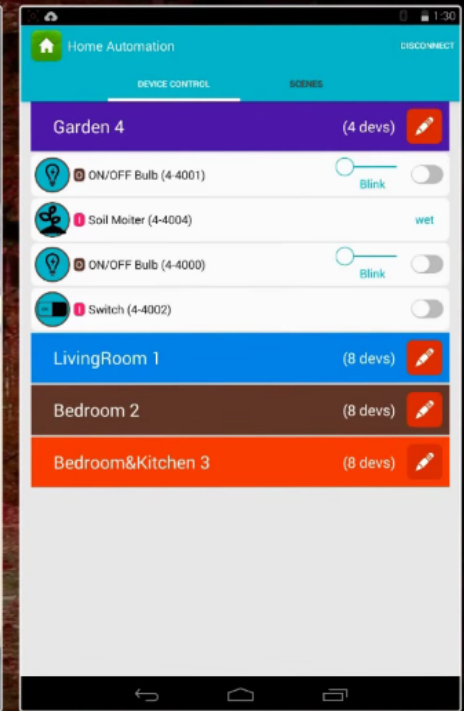 1:30
Home Automation
DISCONNECT
DEVICE CONTROL
SCENES
Garden 4
(4 devs)
O ON/OFF Bulb (4-4001)
Blink
I Soil Moiter (4-4004)
wet
O ON/OFF Bulb (4-4000)
Blink
I Switch (4-4002)
LivingRoom 1
(8 devs)
Bedroom 2
(8 devs)
Bedroom&Kitchen 3
(8 devs)